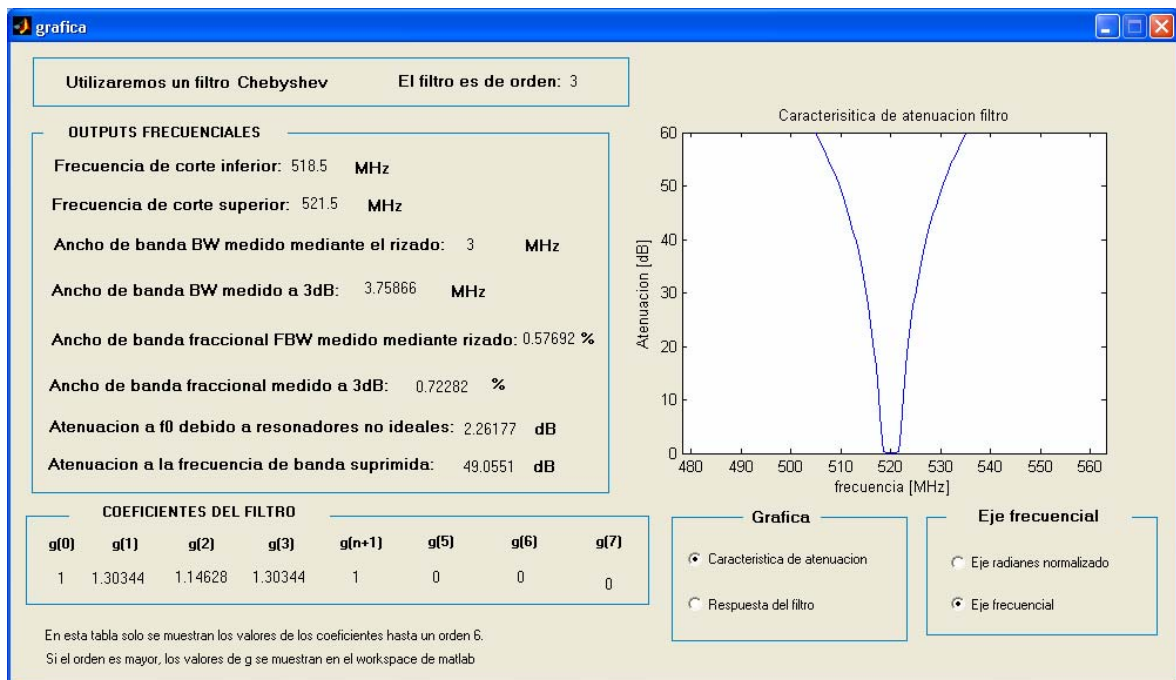 grafica
Utilizaremos un filtro Chebyshev El filtro es de orden: 3
OUTPUTS FRECUENCIALES
Frecuencia de corte inferior: 518.5 MHz
Frecuencia de corte superior: 521.5 MHz
Ancho de banda BW medido mediante el rizado: 3 MHz
Ancho de banda BW medido a 3dB: 3.75866 MHz
Ancho de banda fraccional FBW medido mediante rizado: 0.57692 %
Ancho de banda fraccional medido a 3dB: 0.72282 %
Atenuacion a f0 debido a resonadores no ideales: 2.26177 dB
Atenuacion a la frecuencia de banda suprimida: 49.0551 dB
Caracterisitica de atenuacion filtro
Atenuacion [dB]
60
50
40
30
20
10
0
480 490 500 510 520 530 540 550 560
frecuencia [MHz]
COEFICIENTES DEL FILTRO
g(0) g(1) g(2) g(3) g(n+1) g(5) g(6) g(7)
1 1.30344 1.14628 1.30344 1 0 0 0
Grafica
Caracteristica de atenuacion
Respuesta del filtro
Eje frecuencial
Eje radianes normalizado
Eje frecuencial
En esta tabla solo se muestran los valores de los coeficientes hasta un orden 6.
Si el orden es mayor, los valores de g se muestran en el workspace de matlab